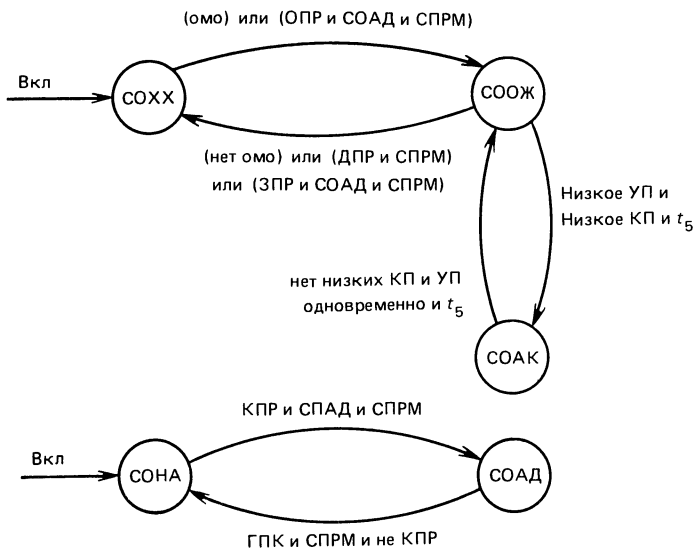 (омо) или (ОПР и СОАД и СПРМ)
Вкл
СОХХ
СООЖ
(нет омо) или (ДПР и СПРМ)
или (ЗПР и СОАД и СПРМ)
Низкое УП и
Низкое КП и t5
нет низких КП и УП
одновременно и t5
СОАК
КПР и СПАД и СПРМ
Вкл
СОНА
СОАД
ГПК и СПРМ и не КПР